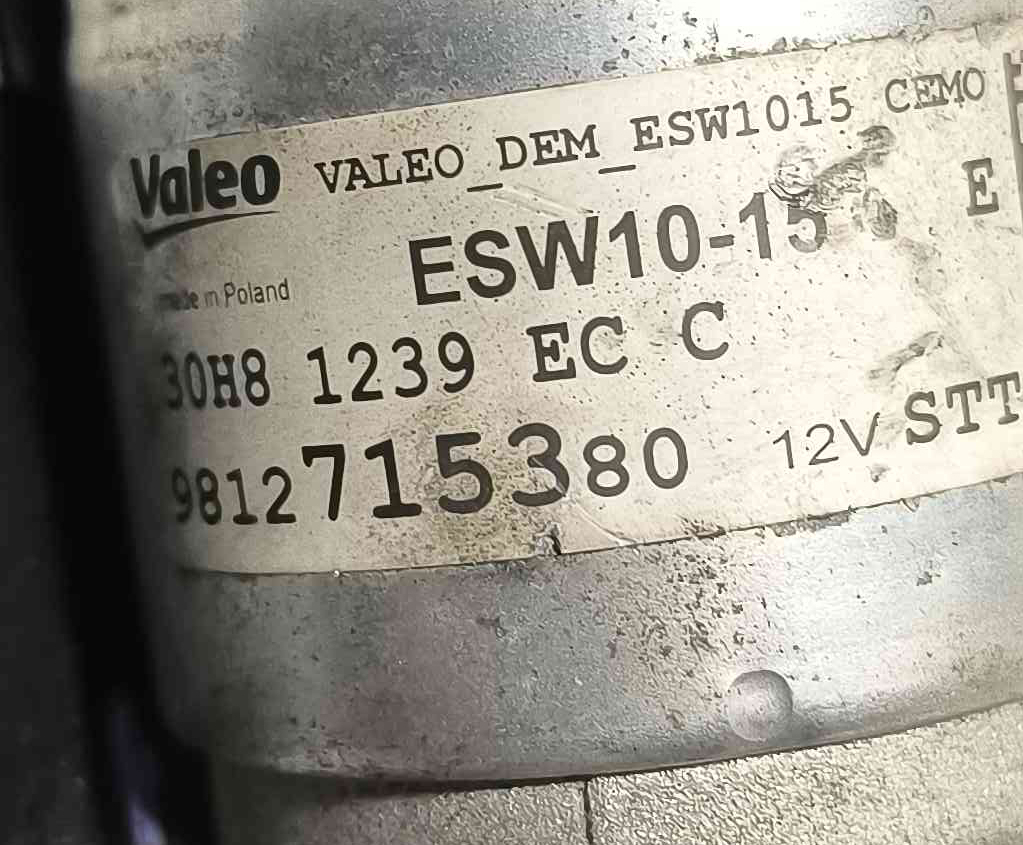 Valeo VALEO_DEM_ESW1015 CEMO
ESW10-15 E
made in Poland
30H8 1239 EC C
9812715380 12V STT